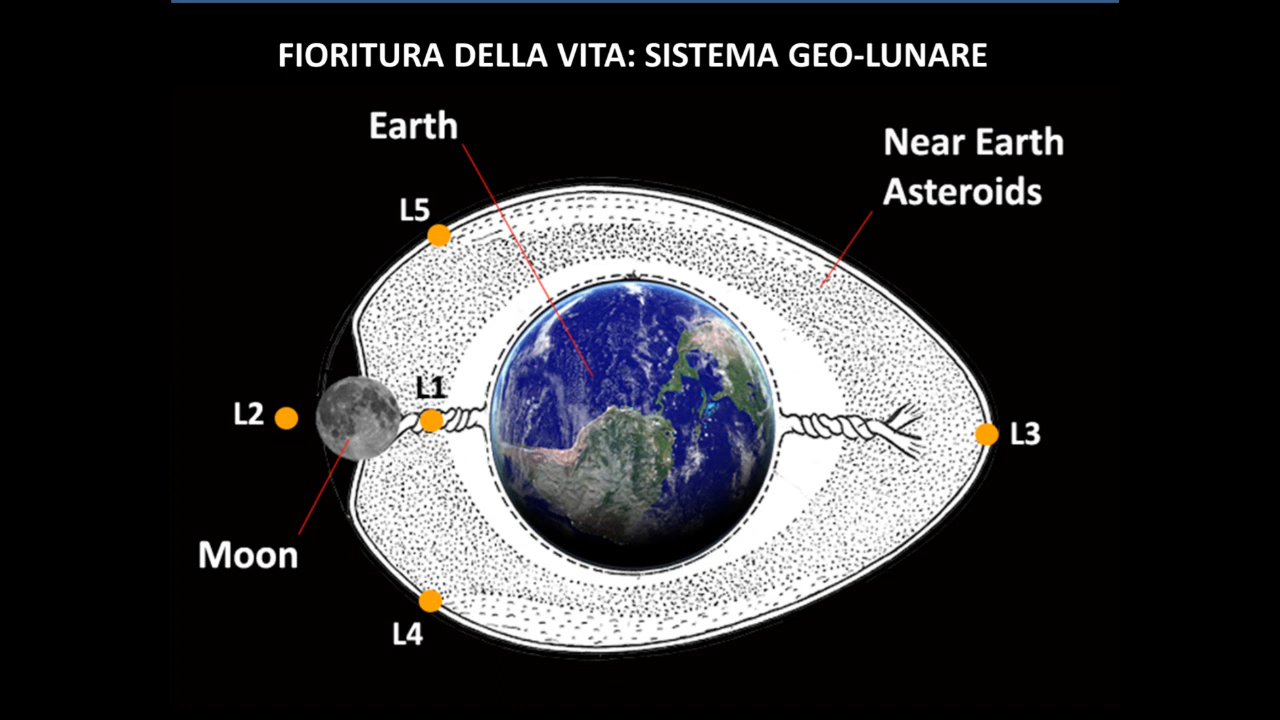 FIORITURA DELLA VITA: SISTEMA GEO-LUNARE
Earth
Near Earth
Asteroids
L5
L1
L2
L3
Moon
L4